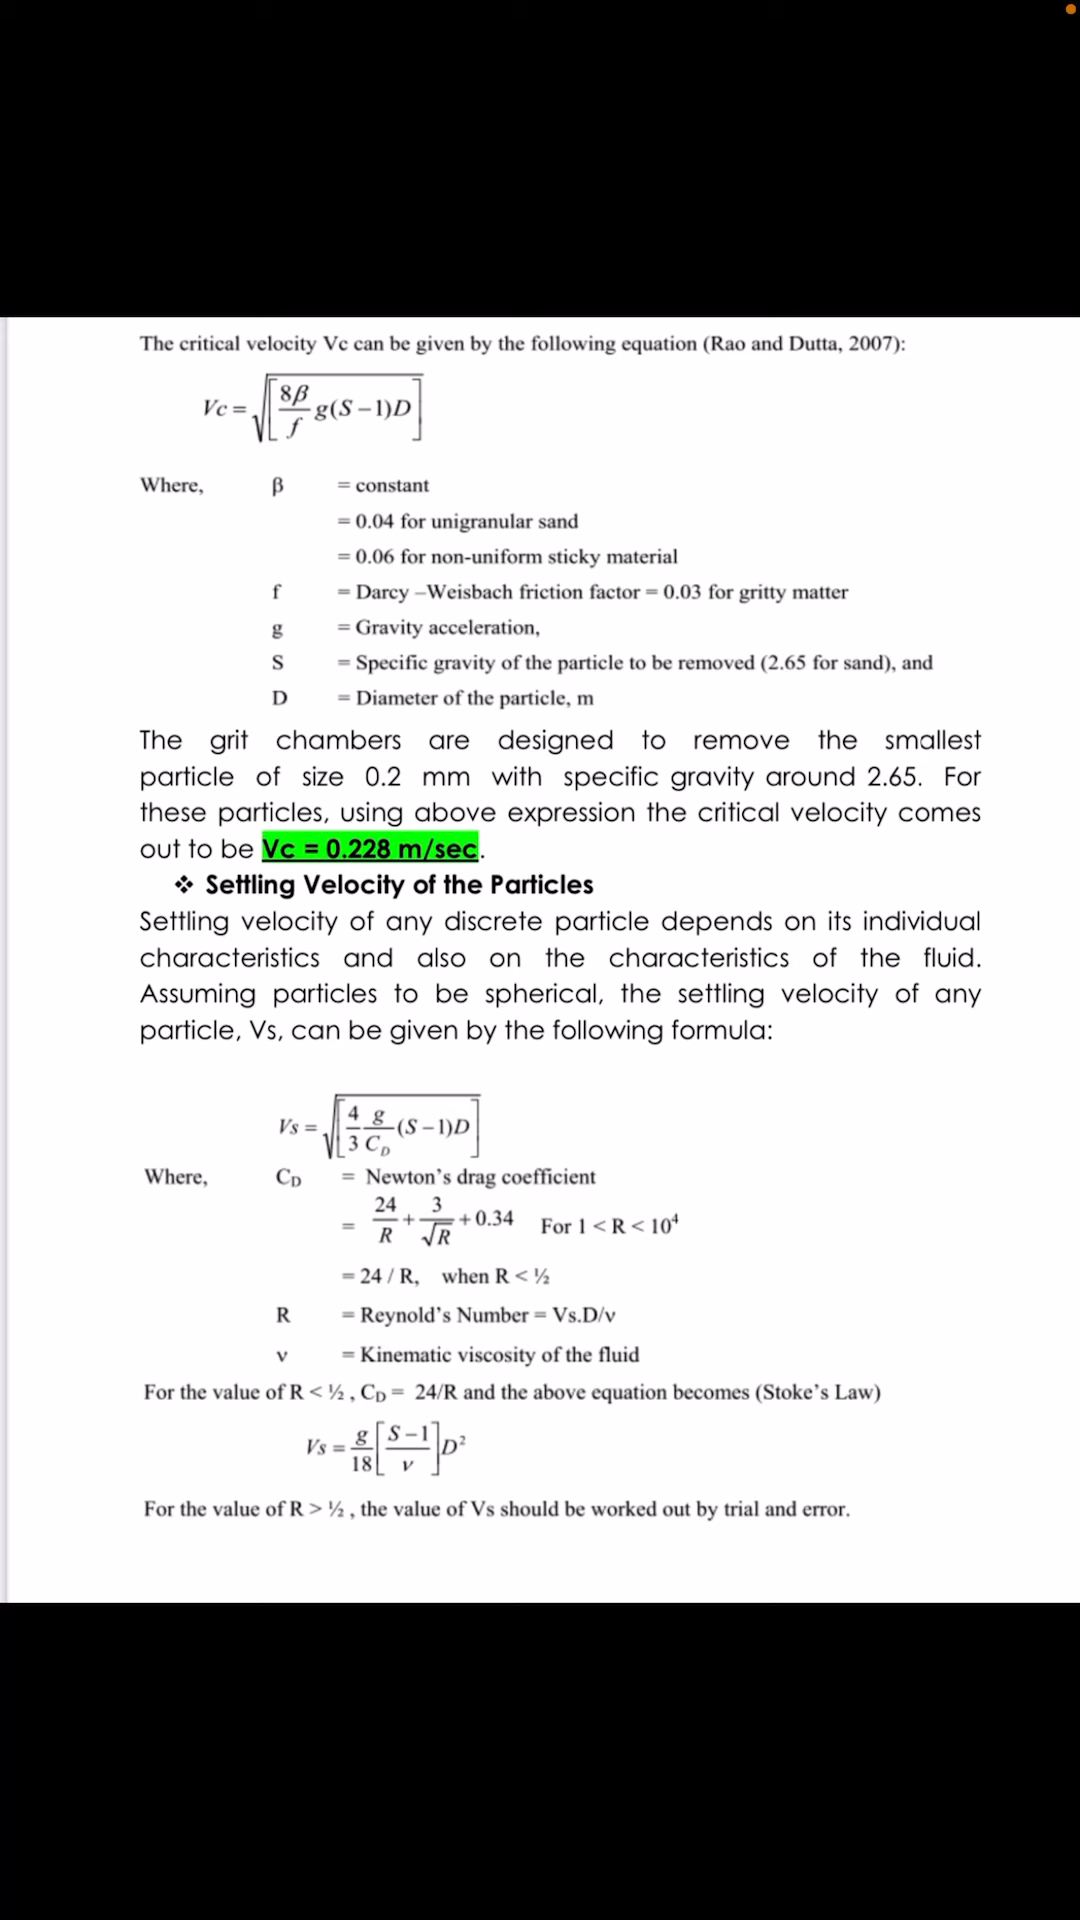 The critical velocity Vc can be given by the following equation (Rao and Dutta, 2007):
Vc = √[8β/f g(S – 1)D]
Where, β = constant
= 0.04 for unigranular sand
= 0.06 for non-uniform sticky material
f = Darcy –Weisbach friction factor = 0.03 for gritty matter
g = Gravity acceleration,
S = Specific gravity of the particle to be removed (2.65 for sand), and
D = Diameter of the particle, m
The grit chambers are designed to remove the smallest
particle of size 0.2 mm with specific gravity around 2.65. For
these particles, using above expression the critical velocity comes
out to be Vc = 0.228 m/sec.
❖ Settling Velocity of the Particles
Settling velocity of any discrete particle depends on its individual
characteristics and also on the characteristics of the fluid.
Assuming particles to be spherical, the settling velocity of any
particle, Vs, can be given by the following formula:
Vs = √[4/3 g/C_D (S – 1)D]
Where, C_D = Newton's drag coefficient
= 24/R + 3/√R + 0.34 For 1 < R < 10⁴
= 24 / R, when R < ½
R = Reynold's Number = Vs.D/ν
ν = Kinematic viscosity of the fluid
For the value of R < ½ , C_D = 24/R and the above equation becomes (Stoke's Law)
Vs = g/18 [S – 1/ν] D²
For the value of R > ½ , the value of Vs should be worked out by trial and error.